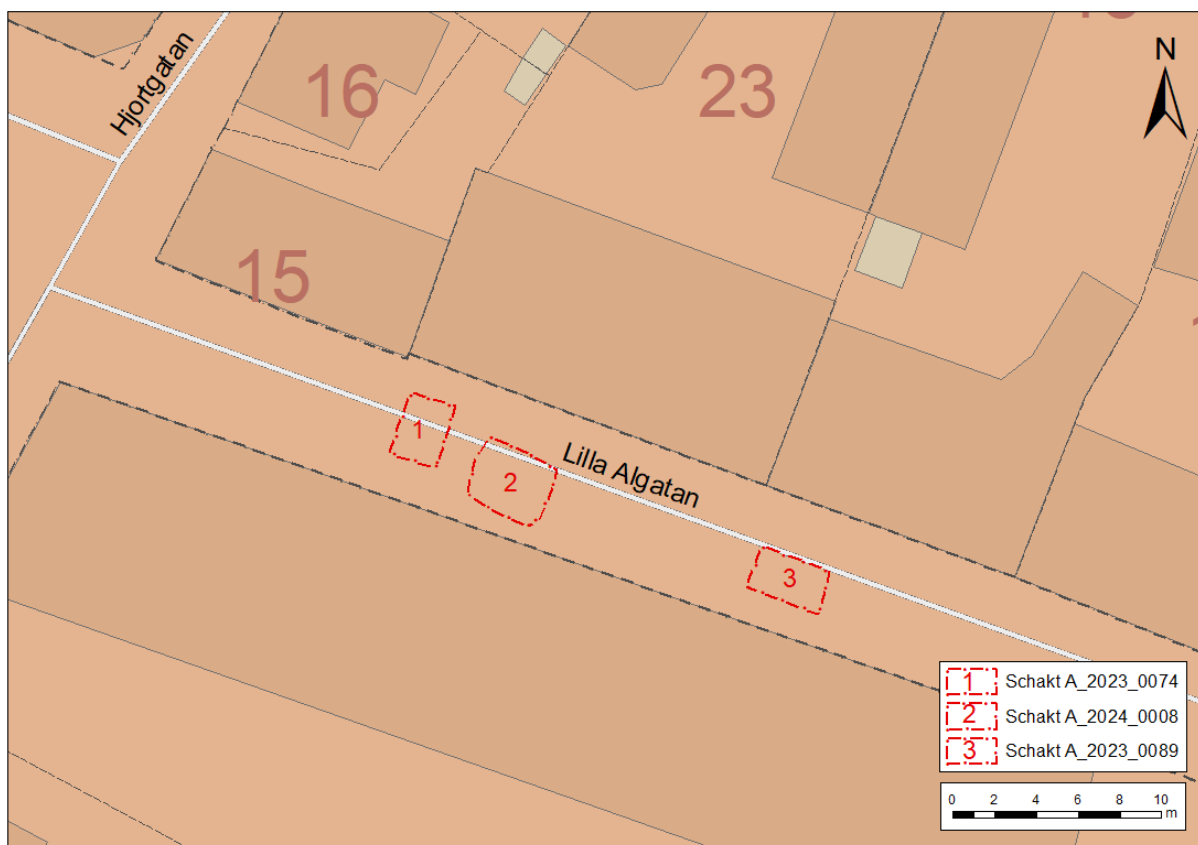 Hjortgatan
16
23
N
15
1
2
Lilla Algatan
3
1 Schakt A_2023_0074
2 Schakt A_2024_0008
3 Schakt A_2023_0089
0 2 4 6 8 10
m